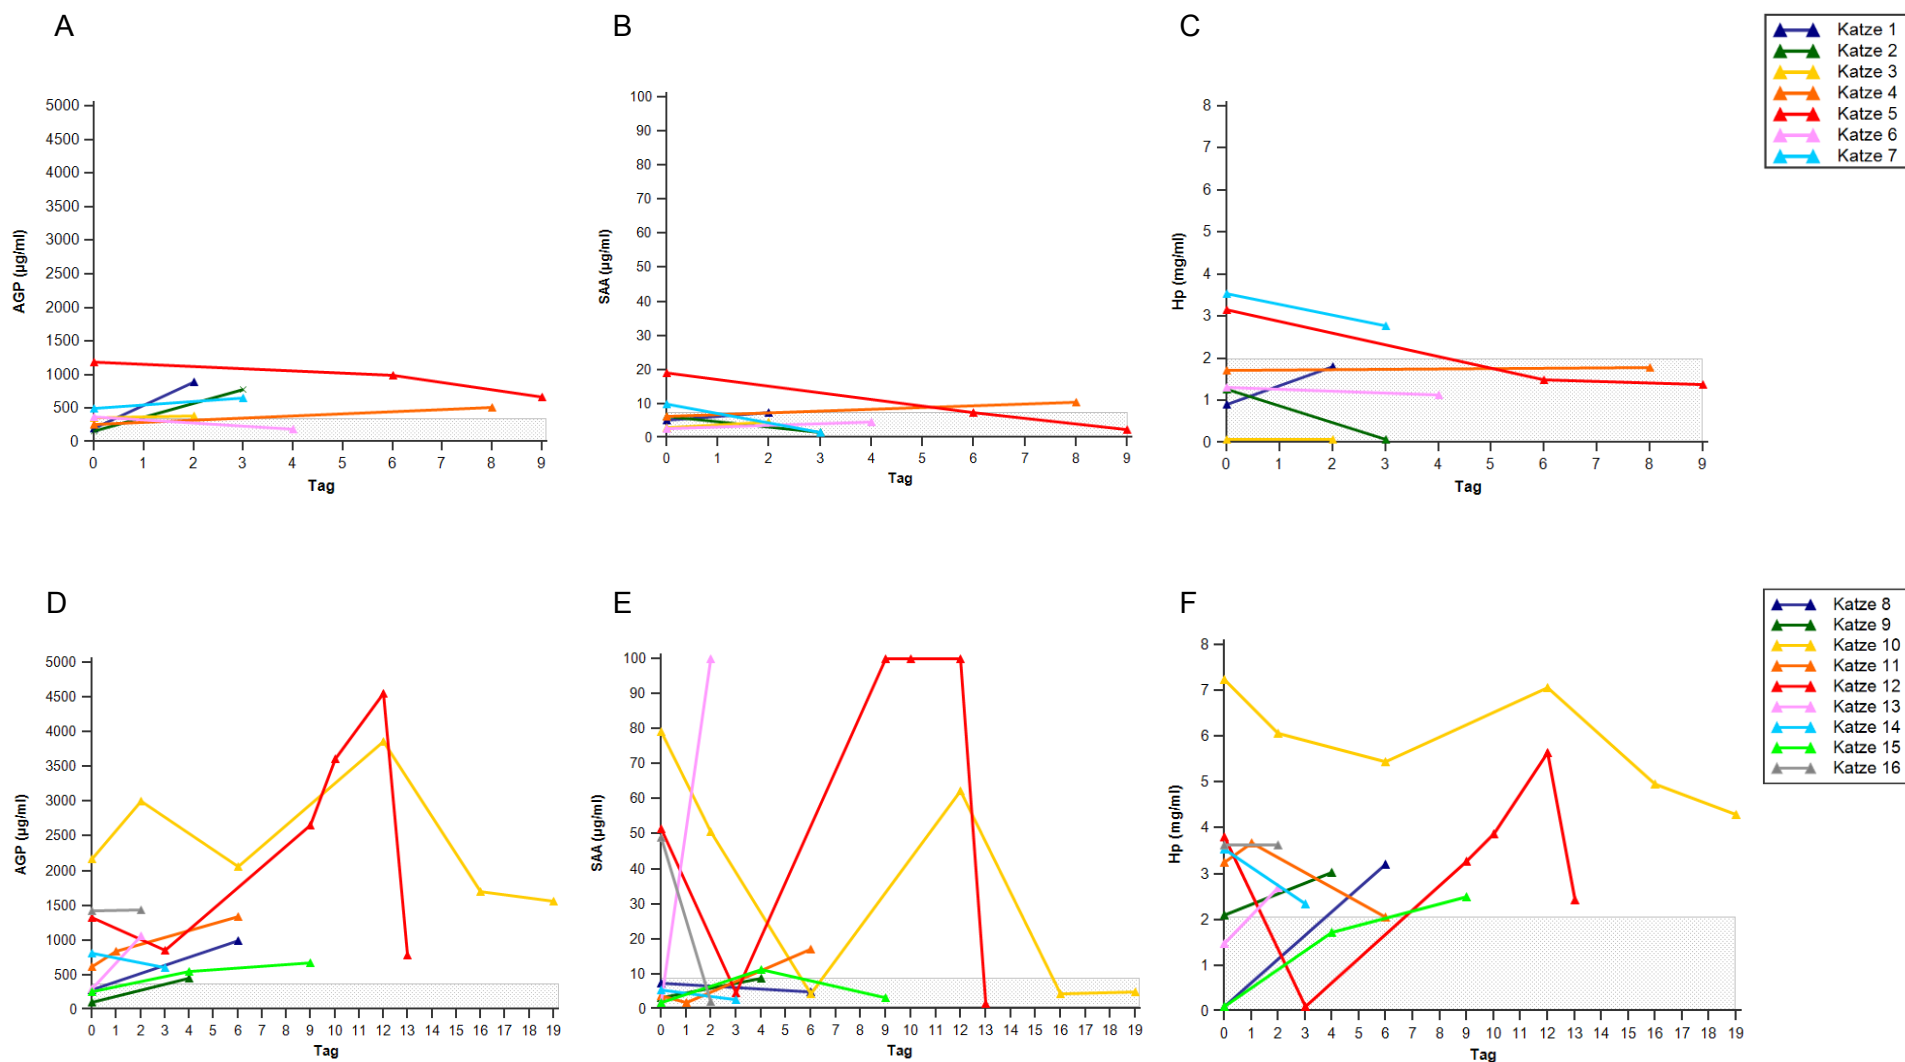 A
B
C
Katze 1
Katze 2
Katze 3
Katze 4
Katze 5
Katze 6
Katze 7
AGP (µg/ml)
5000
4500
4000
3500
3000
2500
2000
1500
1000
500
0
0 1 2 3 4 5 6 7 8 9
Tag
SAA (µg/ml)
100
90
80
70
60
50
40
30
20
10
0
0 1 2 3 4 5 6 7 8 9
Tag
Hp (mg/ml)
8
7
6
5
4
3
2
1
0
0 1 2 3 4 5 6 7 8 9
Tag
D
E
F
Katze 8
Katze 9
Katze 10
Katze 11
Katze 12
Katze 13
Katze 14
Katze 15
Katze 16
AGP (µg/ml)
5000
4500
4000
3500
3000
2500
2000
1500
1000
500
0
0 1 2 3 4 5 6 7 8 9 10 11 12 13 14 15 16 17 18 19
Tag
SAA (µg/ml)
100
90
80
70
60
50
40
30
20
10
0
0 1 2 3 4 5 6 7 8 9 10 11 12 13 14 15 16 17 18 19
Tag
Hp (mg/ml)
8
7
6
5
4
3
2
1
0
0 1 2 3 4 5 6 7 8 9 10 11 12 13 14 15 16 17 18 19
Tag